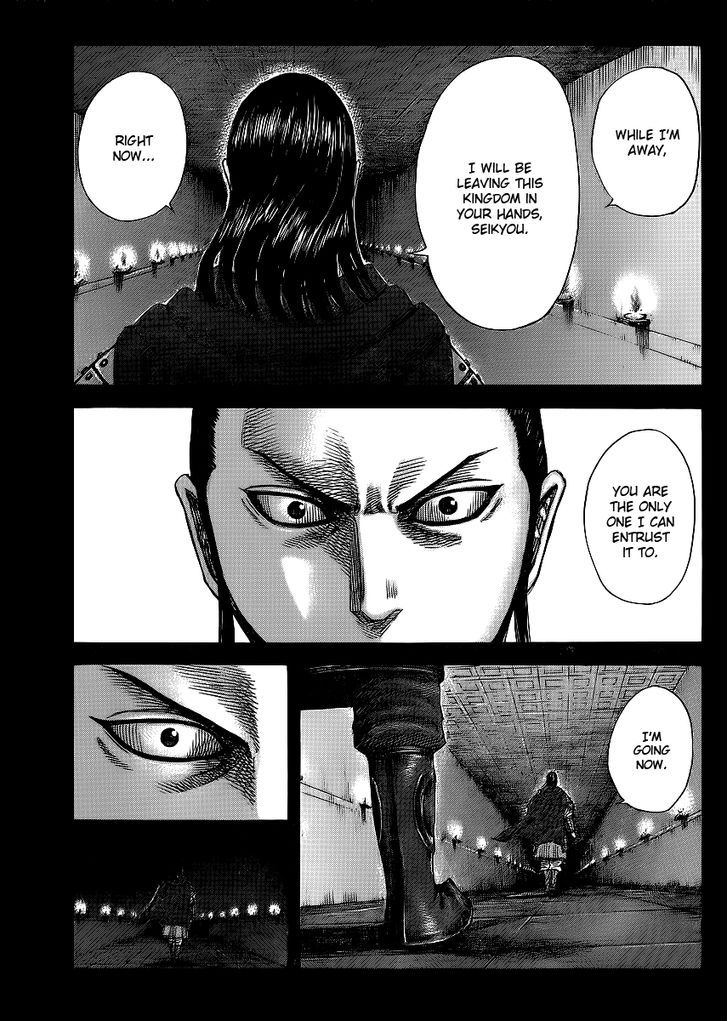 WHILE I'M
AWAY,
I WILL BE
LEAVING THIS
KINGDOM IN
YOUR HANDS,
SEIKYOU.
RIGHT
NOW...
YOU ARE
THE ONLY
ONE I CAN
ENTRUST
IT TO.
I'M
GOING
NOW.